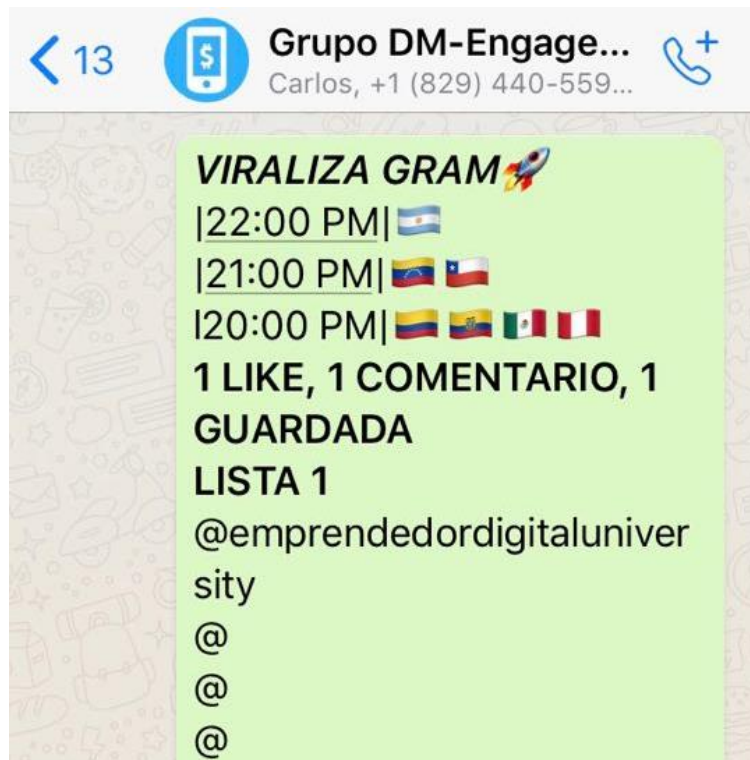 13
Grupo DM-Engage...
Carlos, +1 (829) 440-559...
$
VIRALIZA GRAM🚀
|22:00 PM|🇦🇷
|21:00 PM|🇻🇪🇨🇱
l20:00 PM|🇨🇴🇪🇨🇲🇽🇵🇪
1 LIKE, 1 COMENTARIO, 1
GUARDADA
LISTA 1
@emprendedordigitaluniver
sity
@
@
@